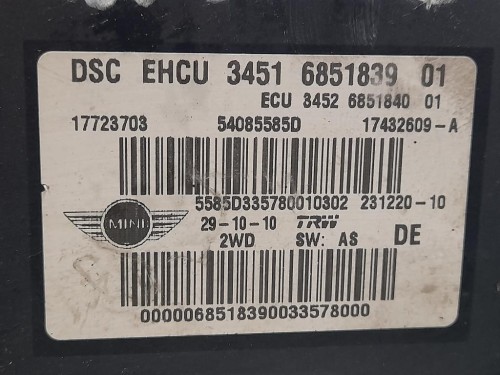 DSC EHCU 3451 6851839 01
ECU 3452 6851840 01
17723703 54085585D 17432609-A
5585D335780010302 231220-10
MINI 29-10-10 TRW DE
2WD SW: AS
0000068518390033578000